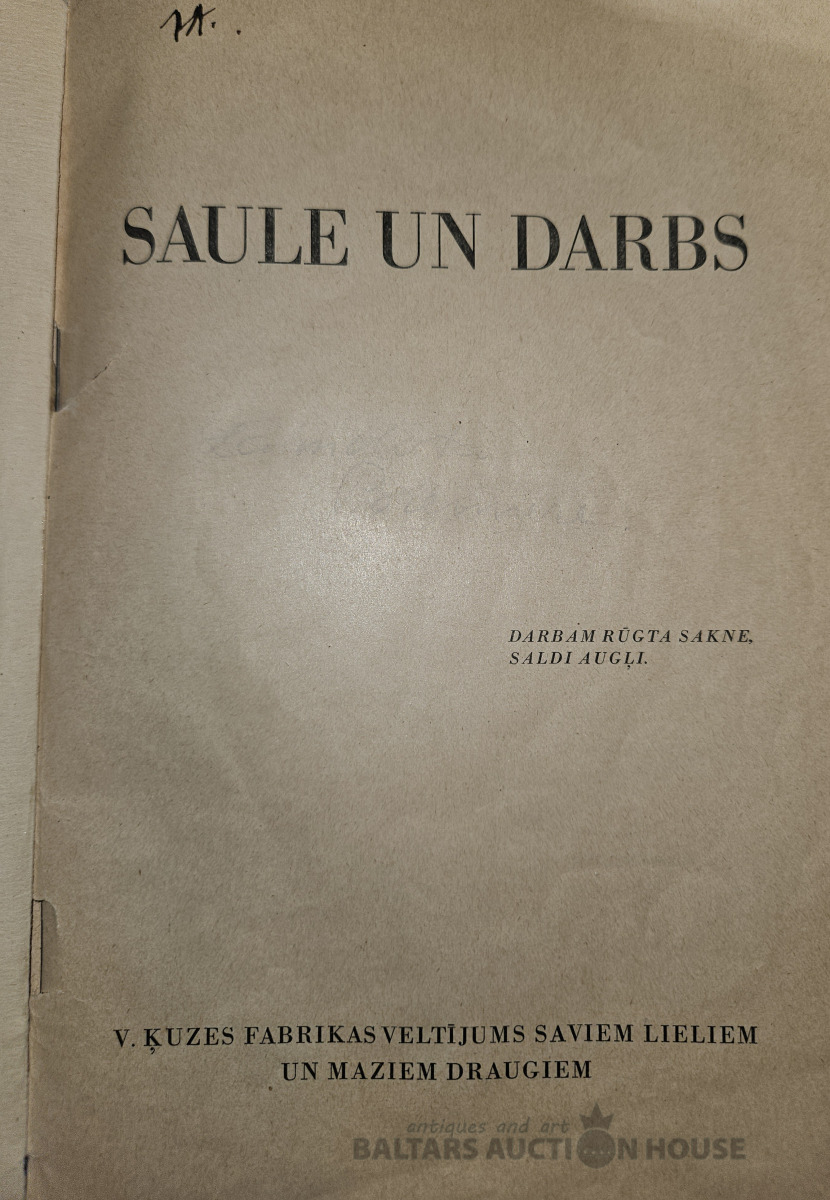 SAULE UN DARBS
DARBAM RŪGTA SAKNE,
SALDI AUGĻI.
V. ĶUZES FABRIKAS VELTĪJUMS SAVIEM LIELIEM
UN MAZIEM DRAUGIEM
antiques and art
BALTARS AUCTION HOUSE